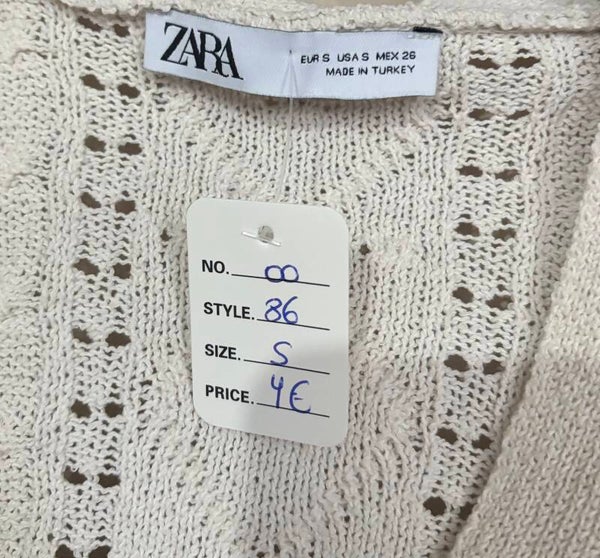 ZARA
EUR S USA S MEX 26
MADE IN TURKEY
NO. 00
STYLE. 86
SIZE. S
PRICE. 4€